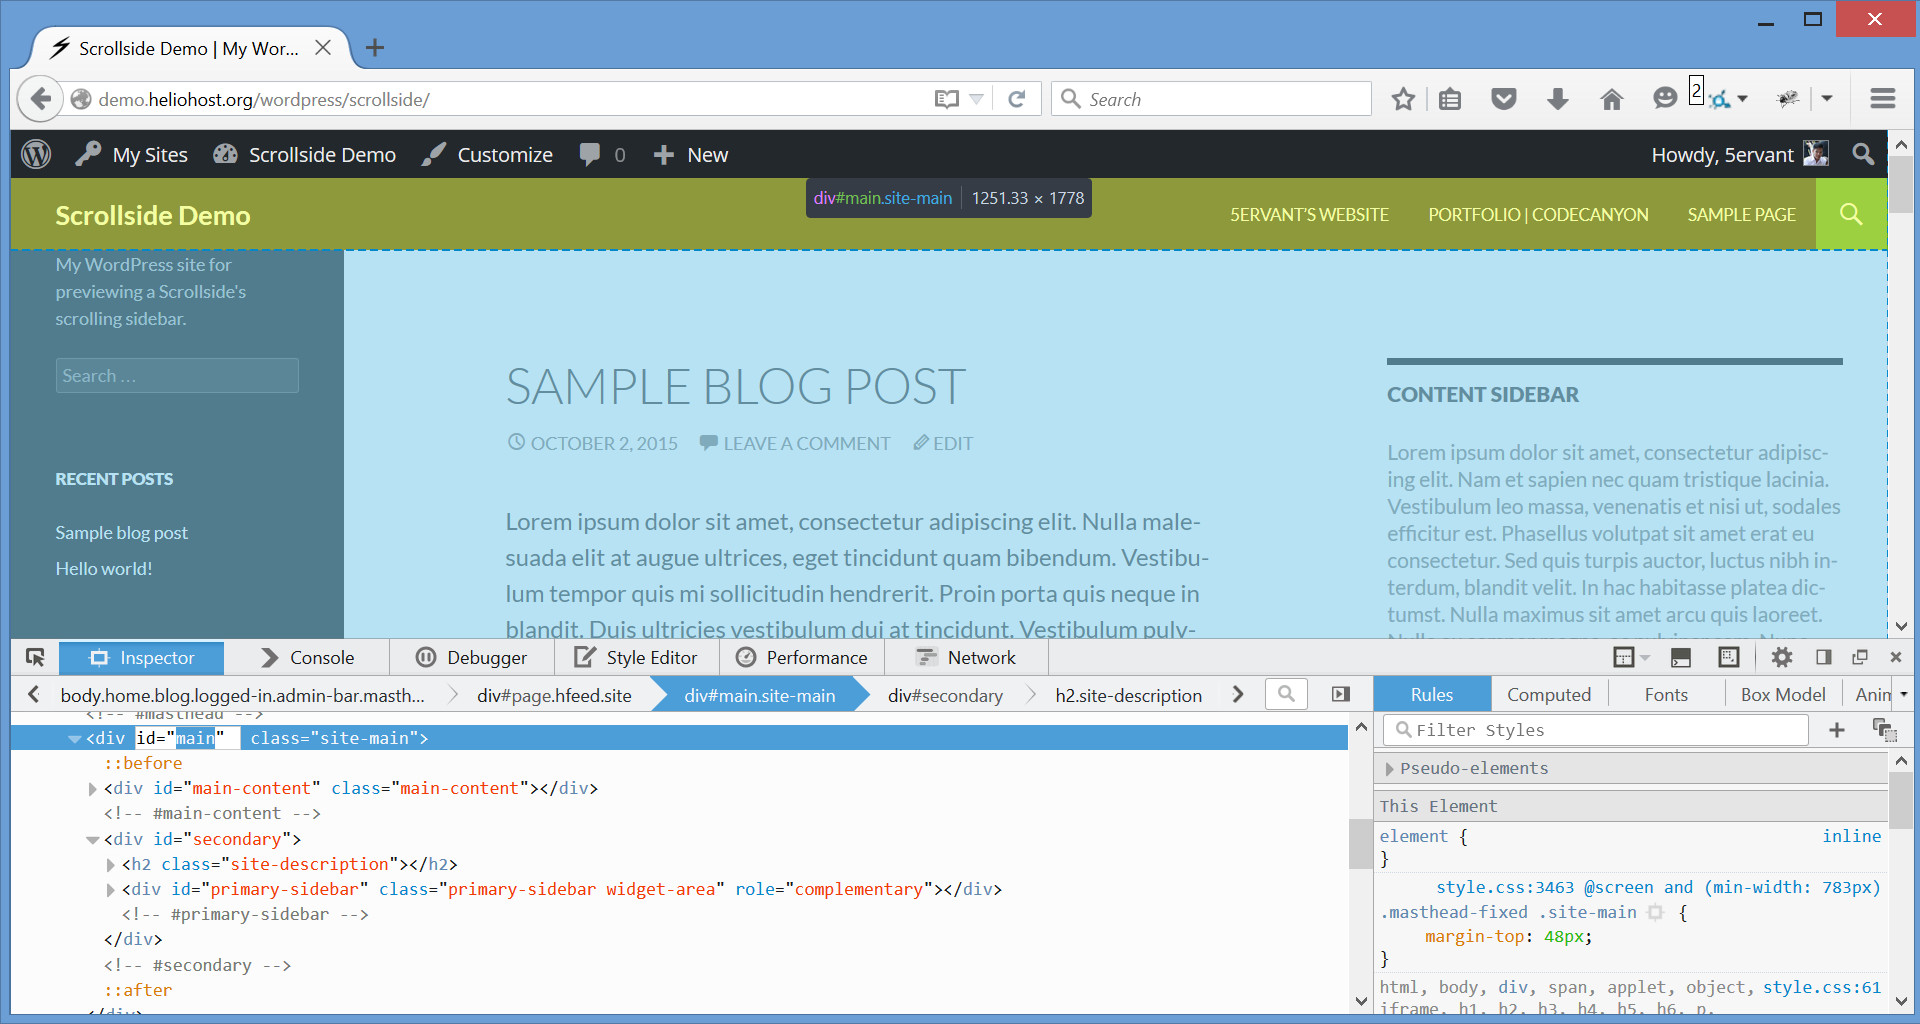 Scrollside Demo | My Wor...
demo.heliohost.org/wordpress/scrollside/
Search
2
My Sites
Scrollside Demo
Customize
0
New
Howdy, 5ervant
Scrollside Demo
div#main.site-main | 1251.33 × 1778
5ERVANT'S WEBSITE
PORTFOLIO | CODECANYON
SAMPLE PAGE
My WordPress site for
previewing a Scrollside's
scrolling sidebar.
Search ...
RECENT POSTS
Sample blog post
Hello world!
SAMPLE BLOG POST
OCTOBER 2, 2015
LEAVE A COMMENT
EDIT
Lorem ipsum dolor sit amet, consectetur adipiscing elit. Nulla male-
suada elit at augue ultrices, eget tincidunt quam bibendum. Vestibu-
lum tempor quis mi sollicitudin hendrerit. Proin porta quis neque in
blandit. Duis ultricies vestibulum dui at tincidunt. Vestibulum pulv-
CONTENT SIDEBAR
Lorem ipsum dolor sit amet, consectetur adipisc-
ing elit. Nam et sapien nec quam tristique lacinia.
Vestibulum leo massa, venenatis et nisi ut, sodales
efficitur est. Phasellus volutpat sit amet erat eu
consectetur. Sed quis turpis auctor, luctus nibh in-
terdum, blandit velit. In hac habitasse platea dic-
tumst. Nulla maximus sit amet arcu quis laoreet.
Inspector
Console
Debugger
Style Editor
Performance
Network
body.home.blog.logged-in.admin-bar.masth...
div#page.hfeed.site
div#main.site-main
div#secondary
h2.site-description
Rules
Computed
Fonts
Box Model
Anim
<!-- #masthead -->
<div id="main" class="site-main">
::before
<div id="main-content" class="main-content"></div>
<!-- #main-content -->
<div id="secondary">
<h2 class="site-description"></h2>
<div id="primary-sidebar" class="primary-sidebar widget-area" role="complementary"></div>
<!-- #primary-sidebar -->
</div>
<!-- #secondary -->
::after
</div>
Filter Styles
Pseudo-elements
This Element
element {
inline
}
style.css:3463 @screen and (min-width: 783px)
.masthead-fixed .site-main {
margin-top: 48px;
}
html, body, div, span, applet, object,
style.css:61
iframe, h1, h2, h3, h4, h5, h6, p,